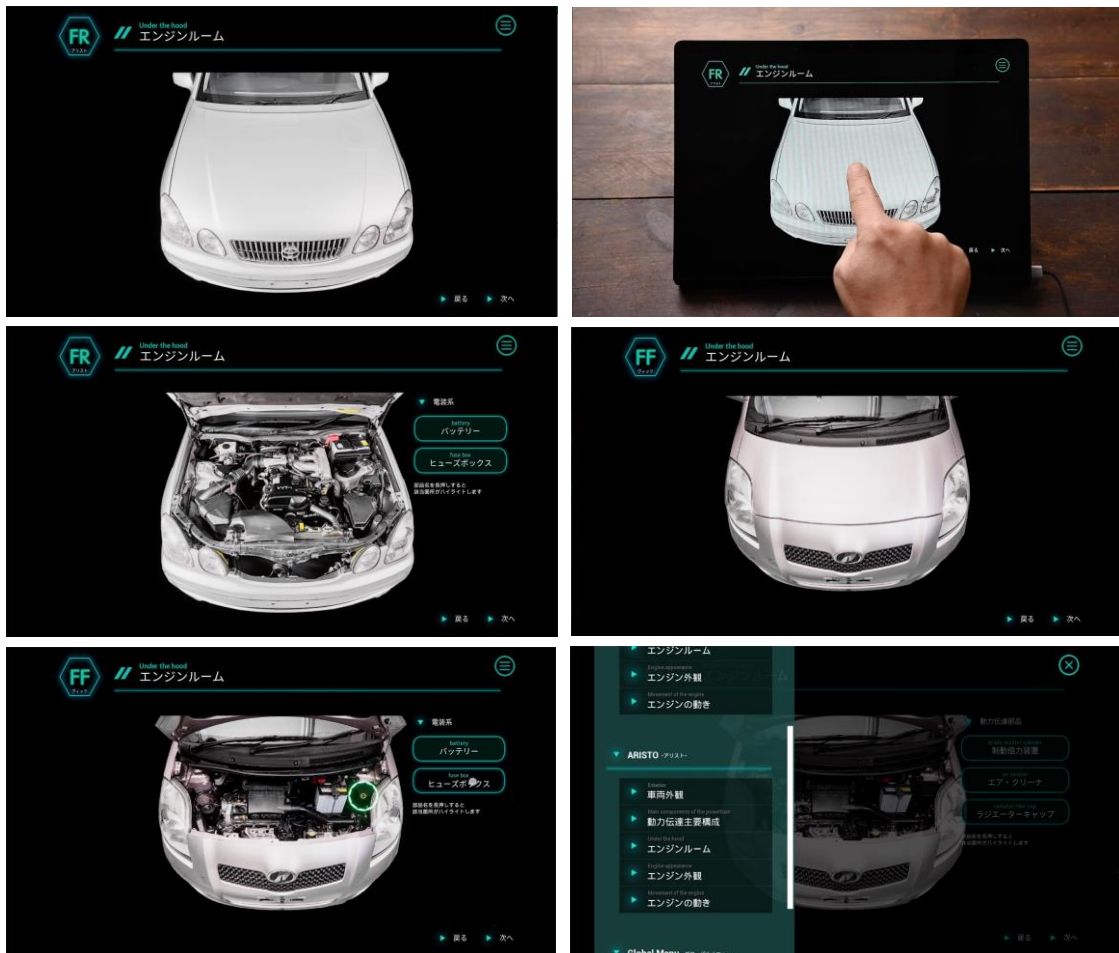 FR
アリスト
Under the hood
エンジンルーム
戻る
次へ
FR
Under the hood
エンジンルーム
戻る
次へ
FR
アリスト
Under the hood
エンジンルーム
電装系
battery
バッテリー
fuse box
ヒューズボックス
部品名を長押しすると
該当箇所がハイライトします
戻る
次へ
FF
ヴィッツ
Under the hood
エンジンルーム
戻る
次へ
FF
ヴィッツ
Under the hood
エンジンルーム
電装系
battery
バッテリー
fuse box
ヒューズボックス
部品名を長押しすると
該当箇所がハイライトします
戻る
次へ
エンジンルーム
Engine appearance
エンジン外観
Movement of the engine
エンジンの動き
ARISTO -アリスト-
Exterior
車両外観
Main components of the powertrain
動力伝達主要構成
Under the hood
エンジンルーム
Engine appearance
エンジン外観
Movement of the engine
エンジンの動き
Global Menu
動力伝達部品
制動倍力装置
air cleaner
エア・クリーナ
radiator filler cap
ラジエーターキャップ
部品名を長押しすると
該当箇所がハイライトします
戻る
次へ